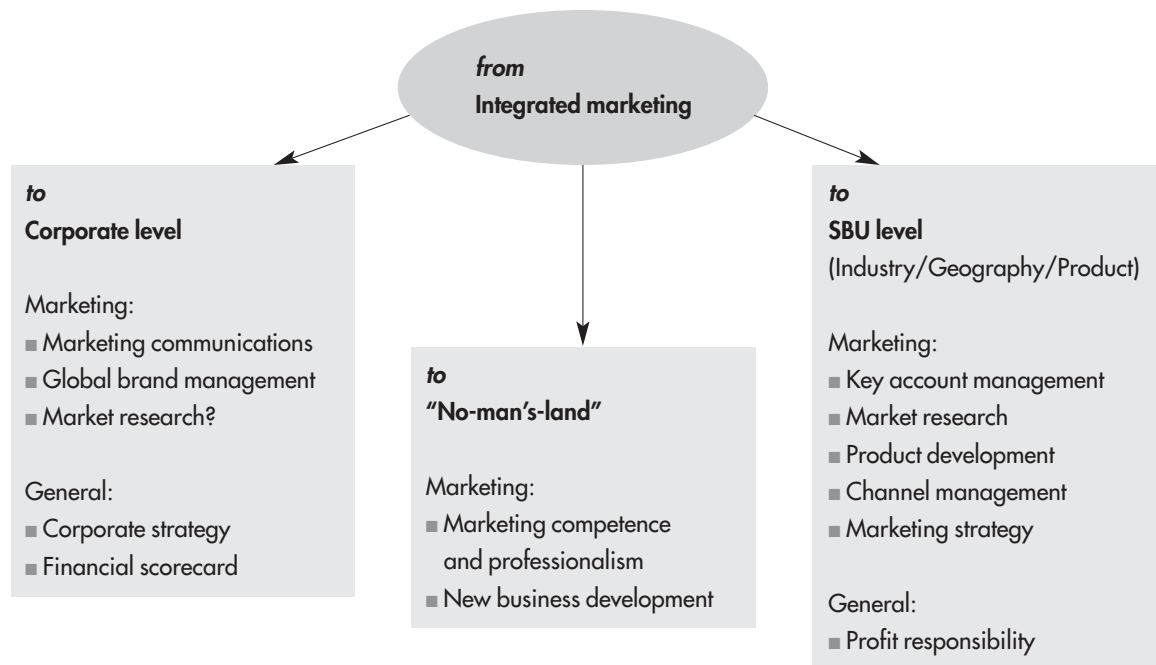 from
Integrated marketing
to
Corporate level
Marketing:
■ Marketing communications
■ Global brand management
■ Market research?
General:
■ Corporate strategy
■ Financial scorecard
to
“No-man’s-land”
Marketing:
■ Marketing competence
and professionalism
■ New business development
to
SBU level
(Industry/Geography/Product)
Marketing:
■ Key account management
■ Market research
■ Product development
■ Channel management
■ Marketing strategy
General:
■ Profit responsibility